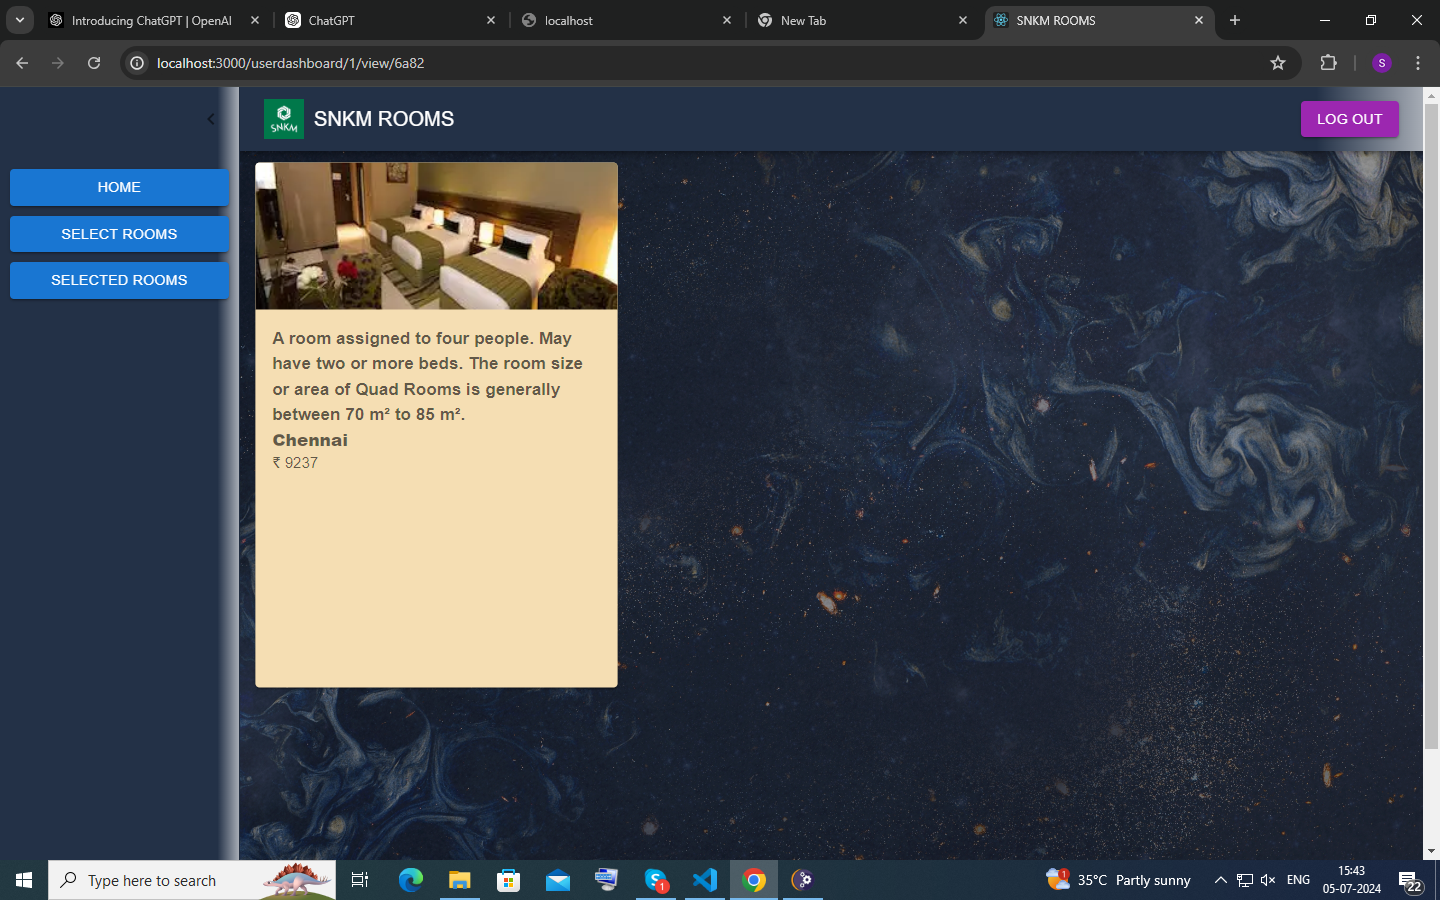 Introducing ChatGPT | OpenAI
ChatGPT
localhost
New Tab
SNKM ROOMS
localhost:3000/userdashboard/1/view/6a82
S
SNKM
SNKM ROOMS
LOG OUT
HOME
SELECT ROOMS
SELECTED ROOMS
A room assigned to four people. May
have two or more beds. The room size
or area of Quad Rooms is generally
between 70 m² to 85 m².
Chennai
₹ 9237
Type here to search
1
1
35°C Partly sunny
ENG
15:43
05-07-2024
22